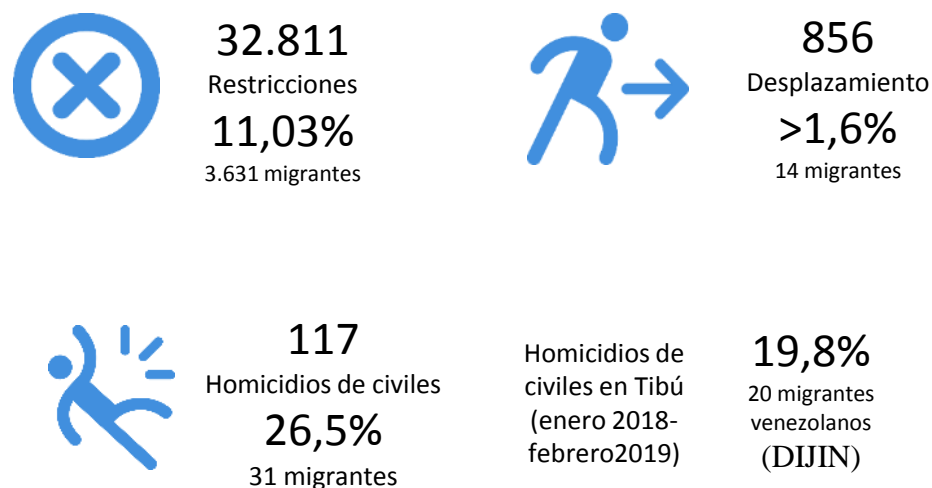 32.811
Restricciones
11,03%
3.631 migrantes
856
Desplazamiento
>1,6%
14 migrantes
117
Homicidios de civiles
26,5%
31 migrantes
Homicidios de
civiles en Tibú
(enero 2018-
febrero2019)
19,8%
20 migrantes
venezolanos
(DIJIN)